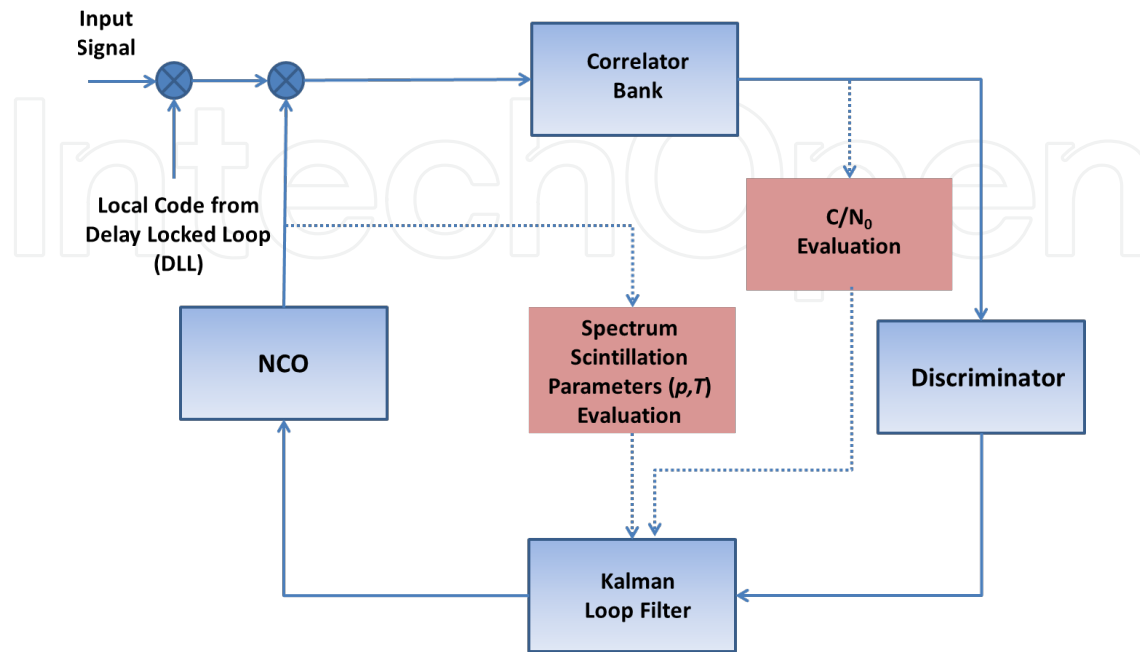 Input
Signal
Correlator
Bank
IntechOpen
Local Code from
Delay Locked Loop
(DLL)
C/N₀
Evaluation
Spectrum
Scintillation
Parameters (p,T)
Evaluation
NCO
Discriminator
Kalman
Loop Filter